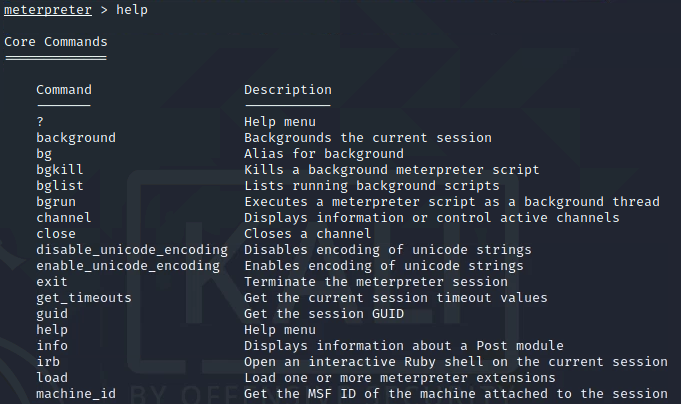 meterpreter > help
Core Commands
=============
Command Description
------- -----------
? Help menu
background Backgrounds the current session
bg Alias for background
bgkill Kills a background meterpreter script
bglist Lists running background scripts
bgrun Executes a meterpreter script as a background thread
channel Displays information or control active channels
close Closes a channel
disable_unicode_encoding Disables encoding of unicode strings
enable_unicode_encoding Enables encoding of unicode strings
exit Terminate the meterpreter session
get_timeouts Get the current session timeout values
guid Get the session GUID
help Help menu
info Displays information about a Post module
irb Open an interactive Ruby shell on the current session
load Load one or more meterpreter extensions
machine_id Get the MSF ID of the machine attached to the session
KALI
BY OFFENSIVE SECURITY